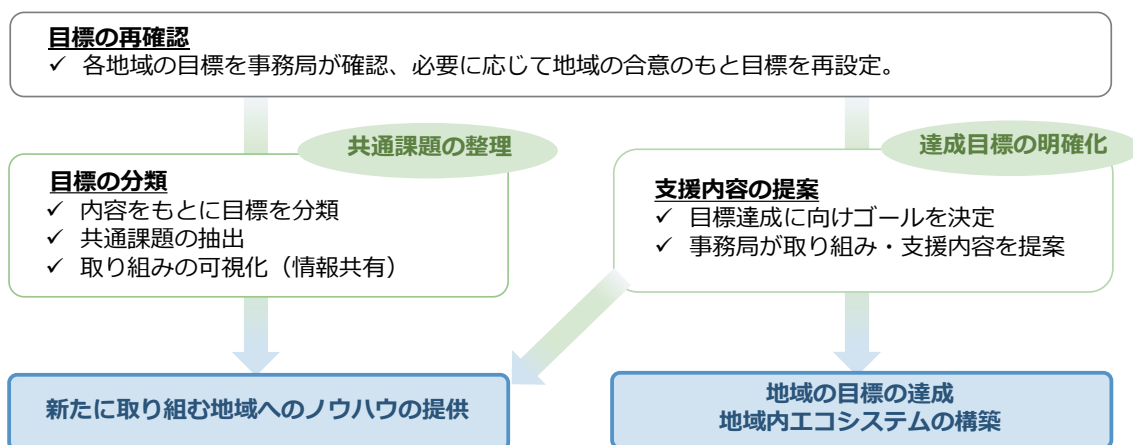 目標の再確認
✓ 各地域の目標を事務局が確認、必要に応じて地域の合意のもと目標を再設定。
共通課題の整理
目標の分類
✓ 内容をもとに目標を分類
✓ 共通課題の抽出
✓ 取り組みの可視化（情報共有）
達成目標の明確化
支援内容の提案
✓ 目標達成に向けゴールを決定
✓ 事務局が取り組み・支援内容を提案
新たに取り組む地域へのノウハウの提供
地域の目標の達成
地域内エコシステムの構築